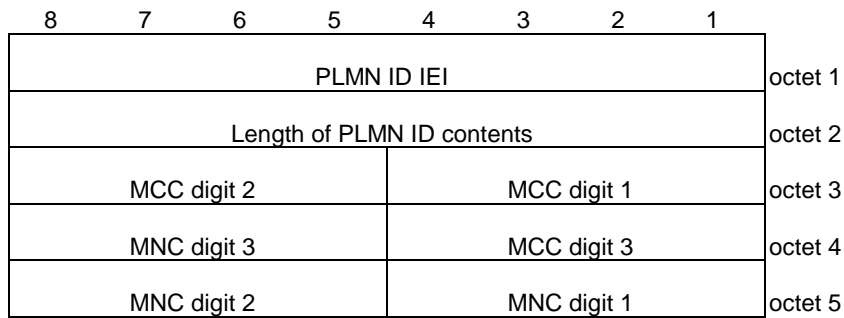 8 7 6 5 4 3 2 1
PLMN ID IEI octet 1
Length of PLMN ID contents octet 2
MCC digit 2 MCC digit 1 octet 3
MNC digit 3 MCC digit 3 octet 4
MNC digit 2 MNC digit 1 octet 5